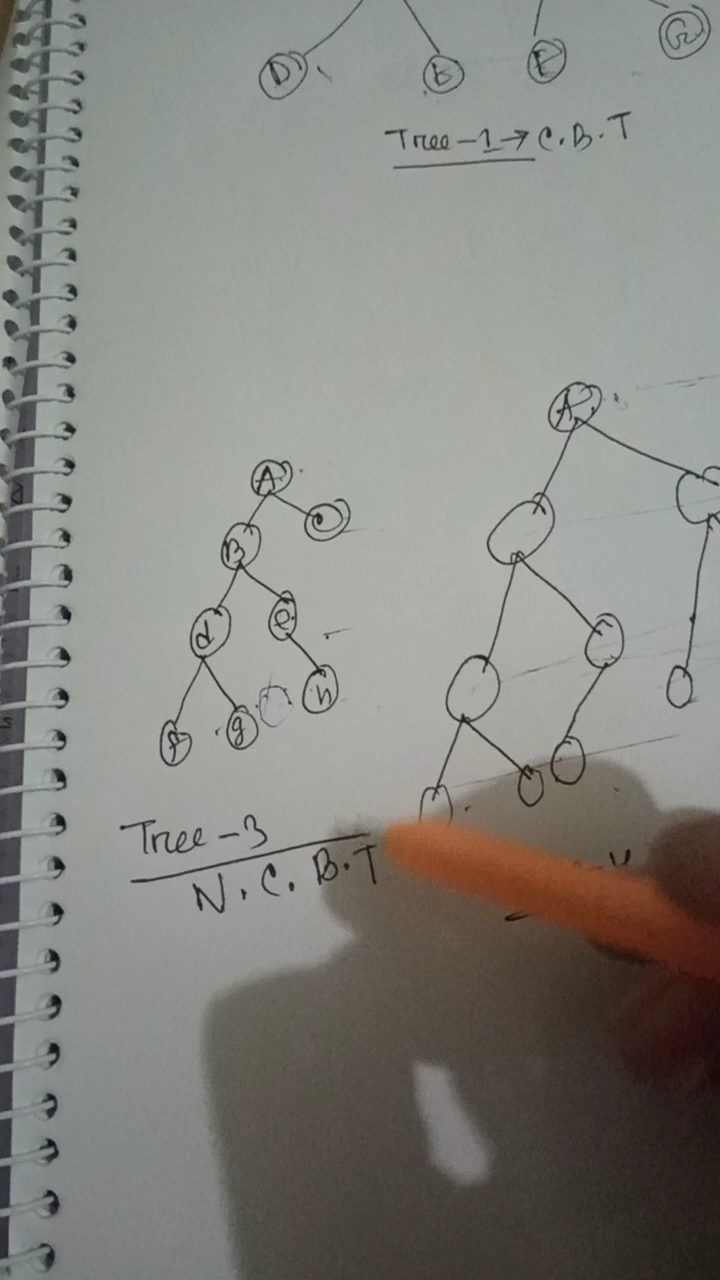 D E F G
Tree-1→ C.B.T
A
B C
d e
f g h
Tree-3
N.C.B.T
A